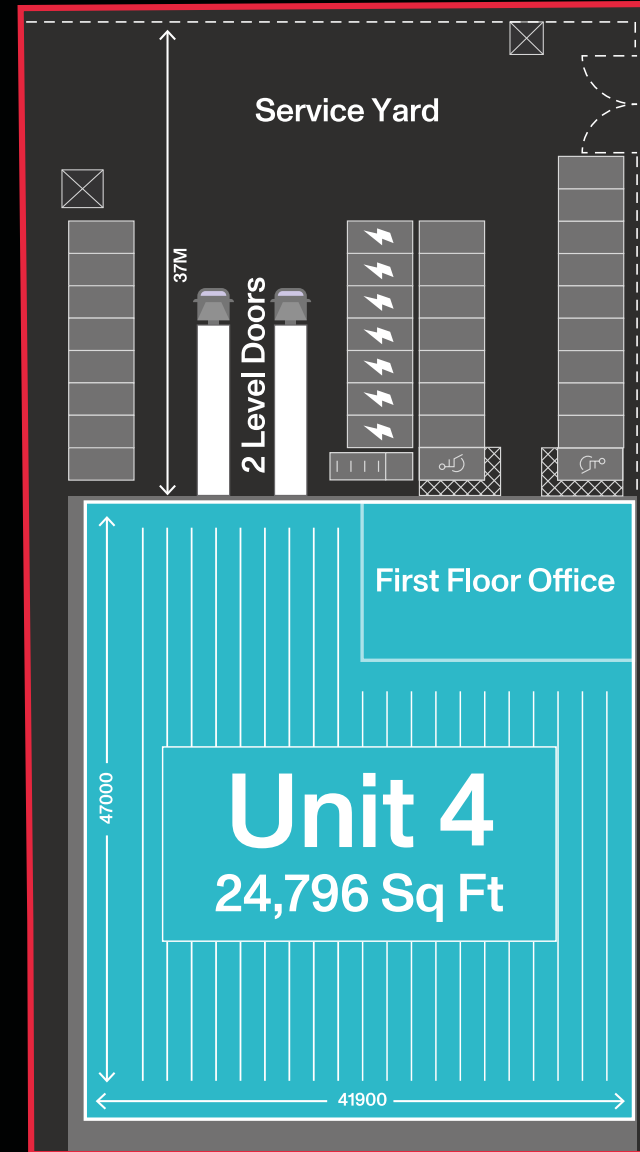 Service Yard
37M
2 Level Doors
First Floor Office
47000
Unit 4
24,796 Sq Ft
41900